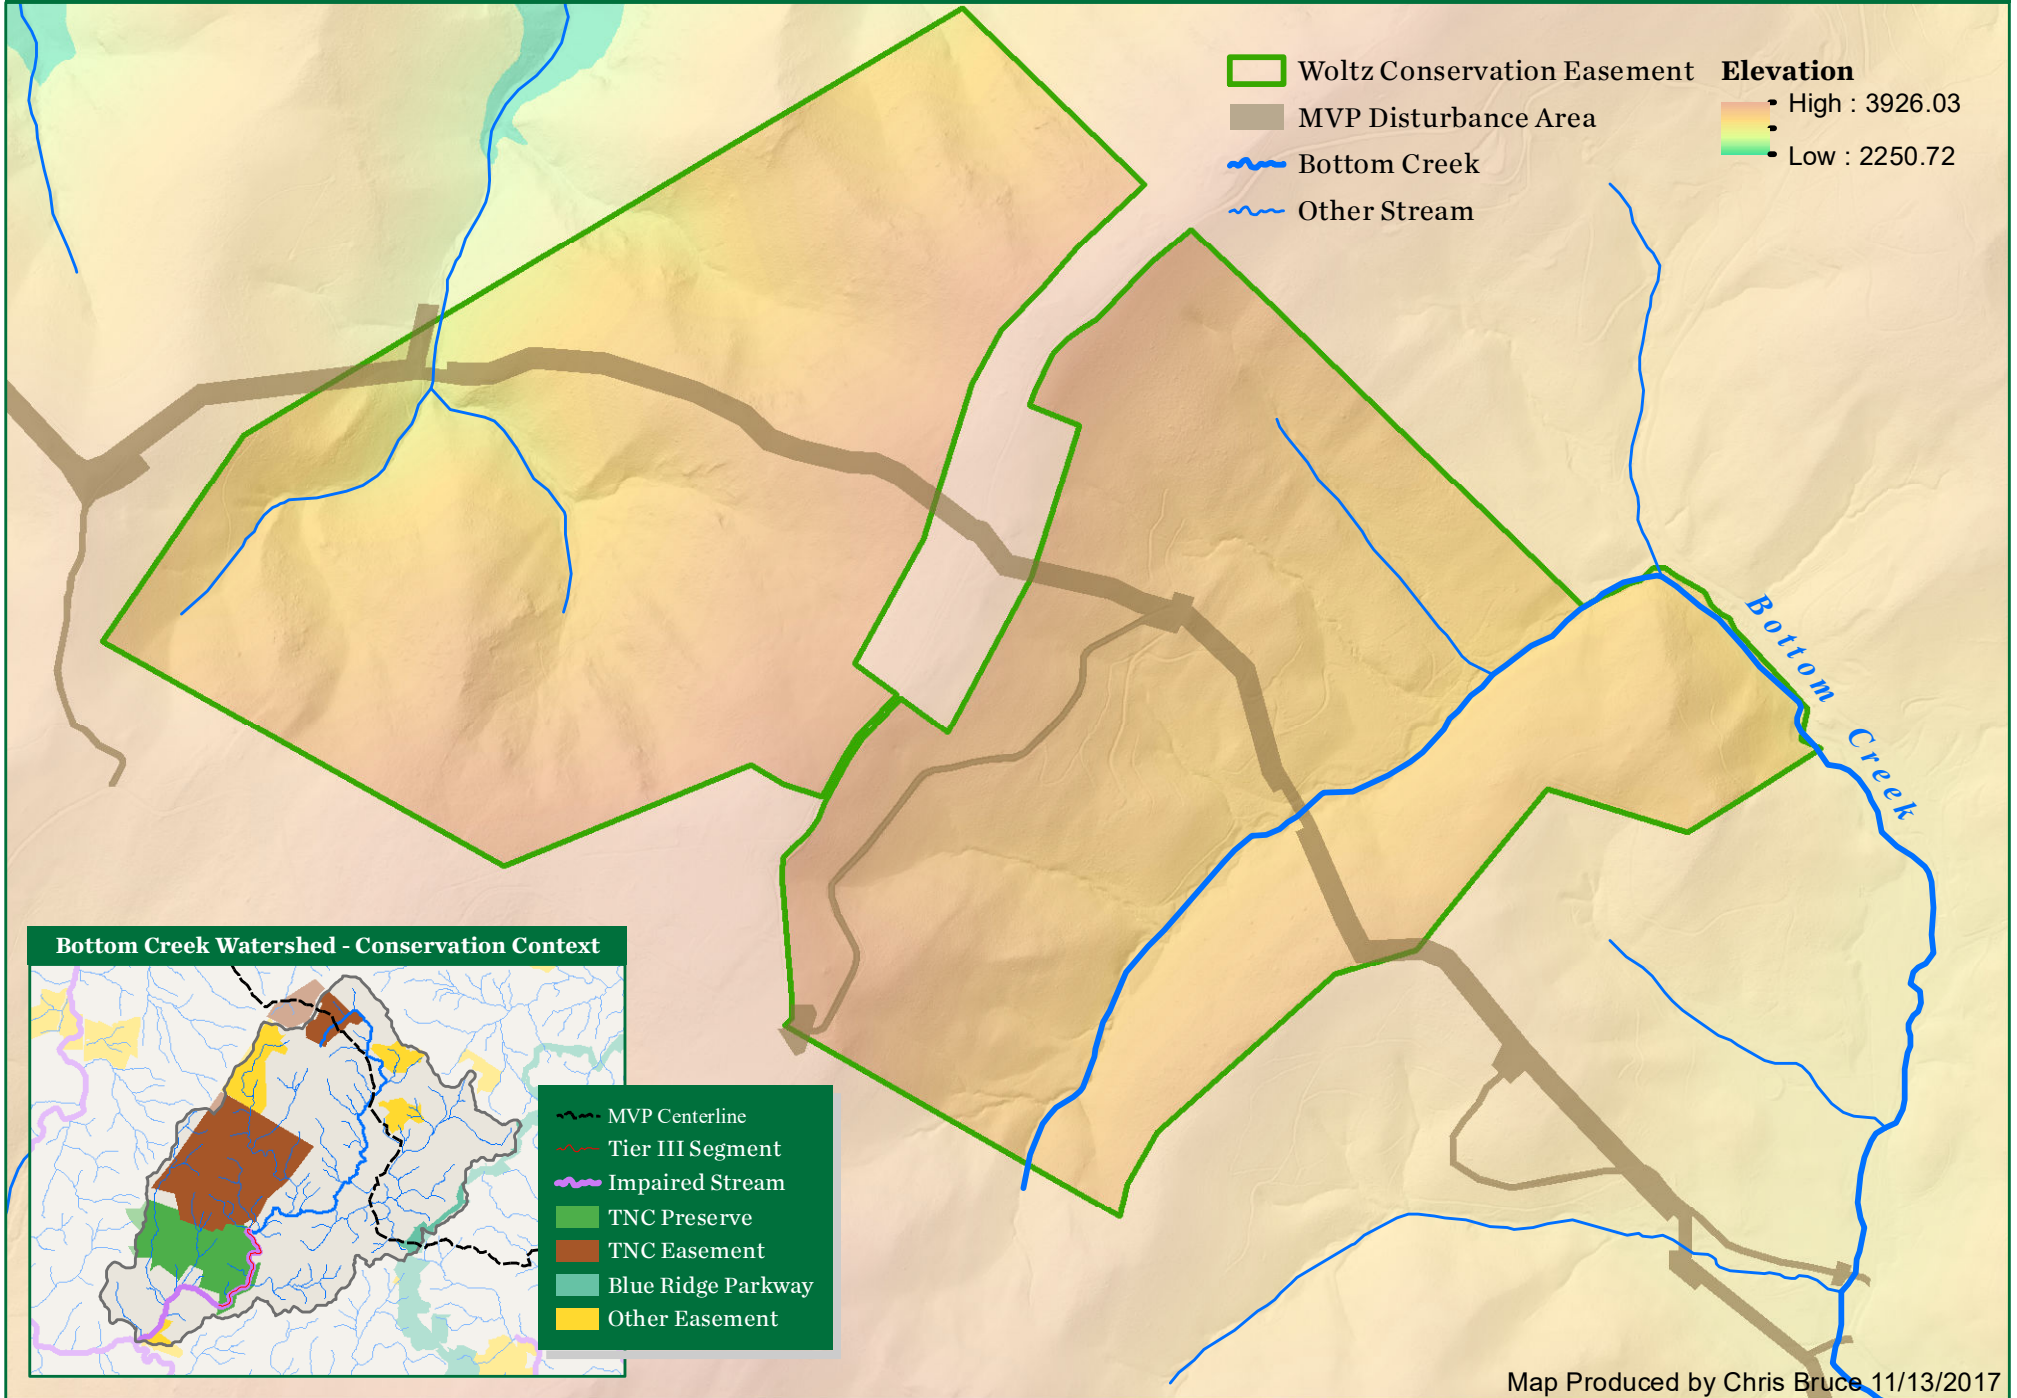 Woltz Conservation Easement
MVP Disturbance Area
Bottom Creek
Other Stream
Elevation
High : 3926.03
Low : 2250.72
Bottom Creek
Bottom Creek Watershed - Conservation Context
MVP Centerline
Tier III Segment
Impaired Stream
TNC Preserve
TNC Easement
Blue Ridge Parkway
Other Easement
Map Produced by Chris Bruce 11/13/2017